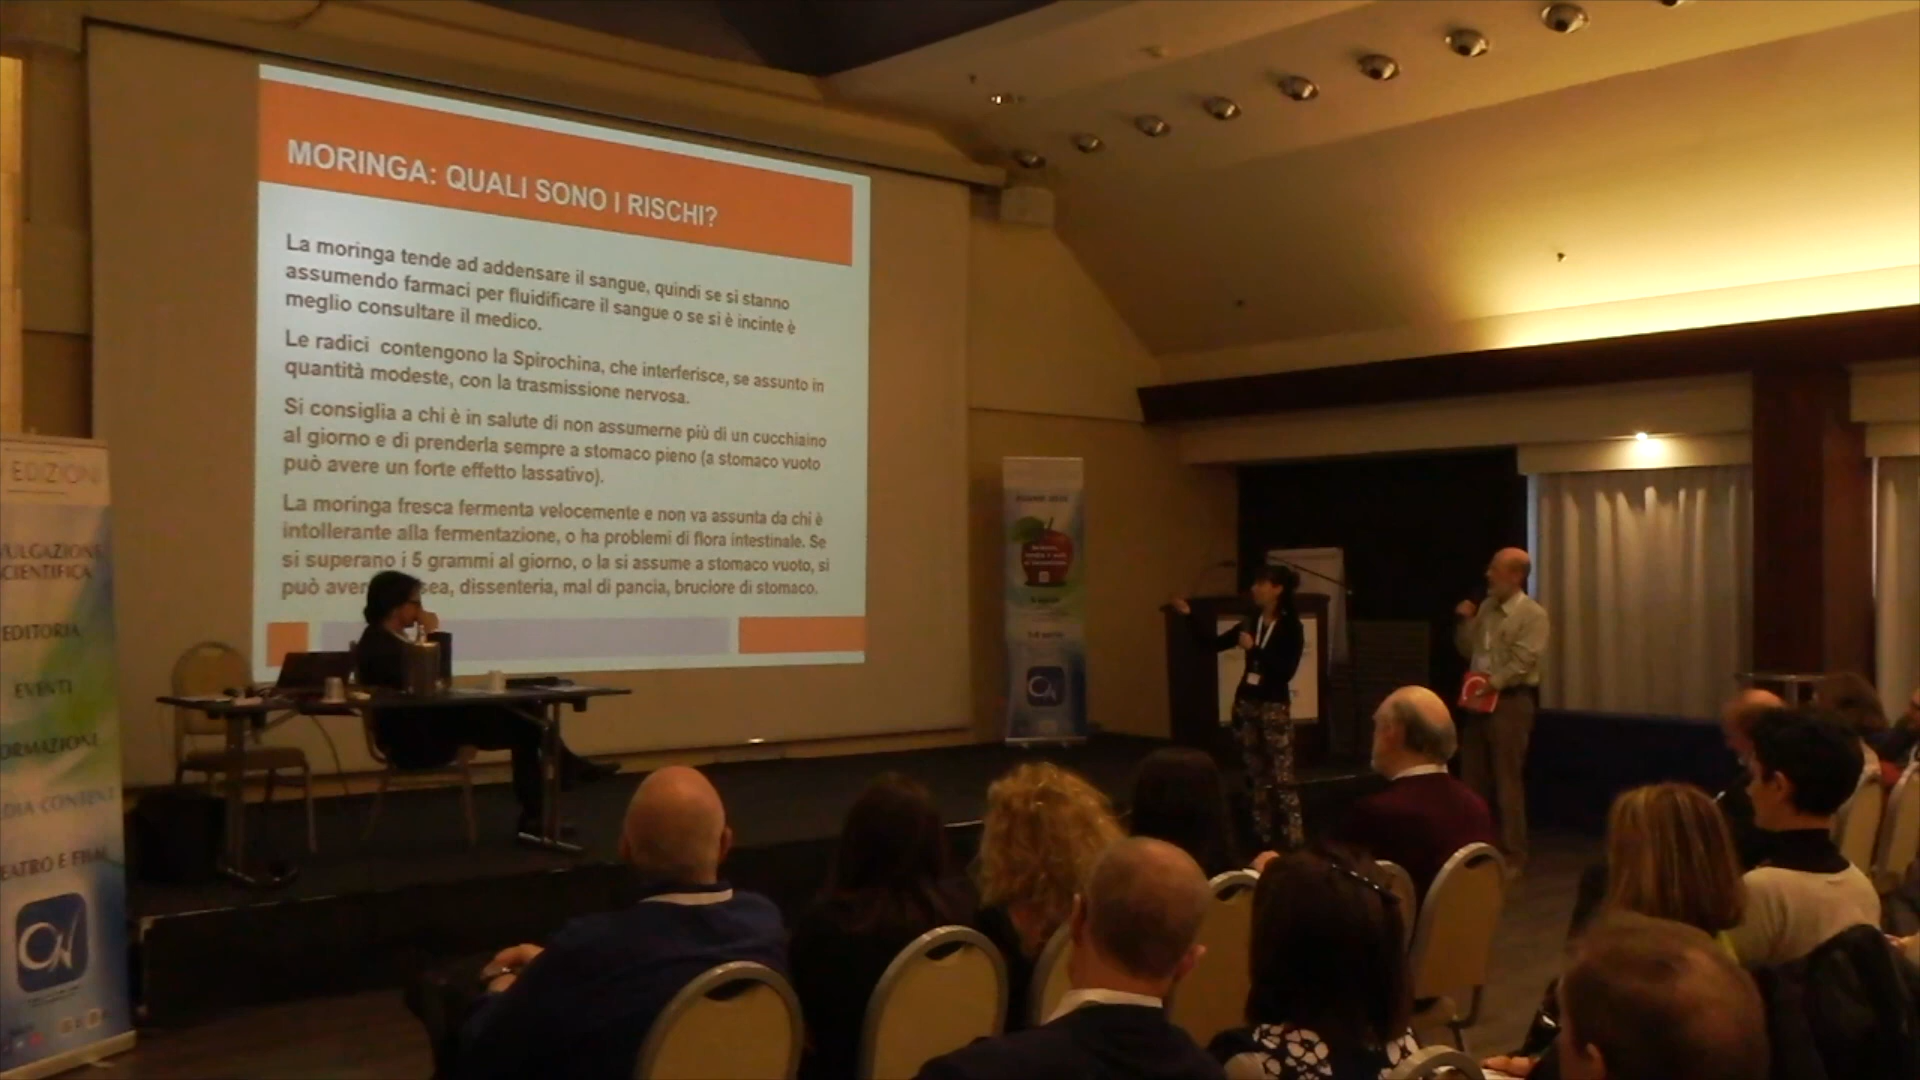 MORINGA: QUALI SONO I RISCHI?
La moringa tende ad addensare il sangue, quindi se si stanno
assumendo farmaci per fluidificare il sangue o se si è incinte è
meglio consultare il medico.
Le radici contengono la Spirochina, che interferisce, se assunto in
quantità modeste, con la trasmissione nervosa.
Si consiglia a chi è in salute di non assumerne più di un cucchiaino
al giorno e di prenderla sempre a stomaco pieno (a stomaco vuoto
può avere un forte effetto lassativo).
La moringa fresca fermenta velocemente e non va assunta da chi è
intollerante alla fermentazione, o ha problemi di flora intestinale. Se
si superano i 5 grammi al giorno, o la si assume a stomaco vuoto, si
può dissenteria, mal di pancia, bruciore di stomaco.
EDIZIONI
EDITORIA
EVENTI